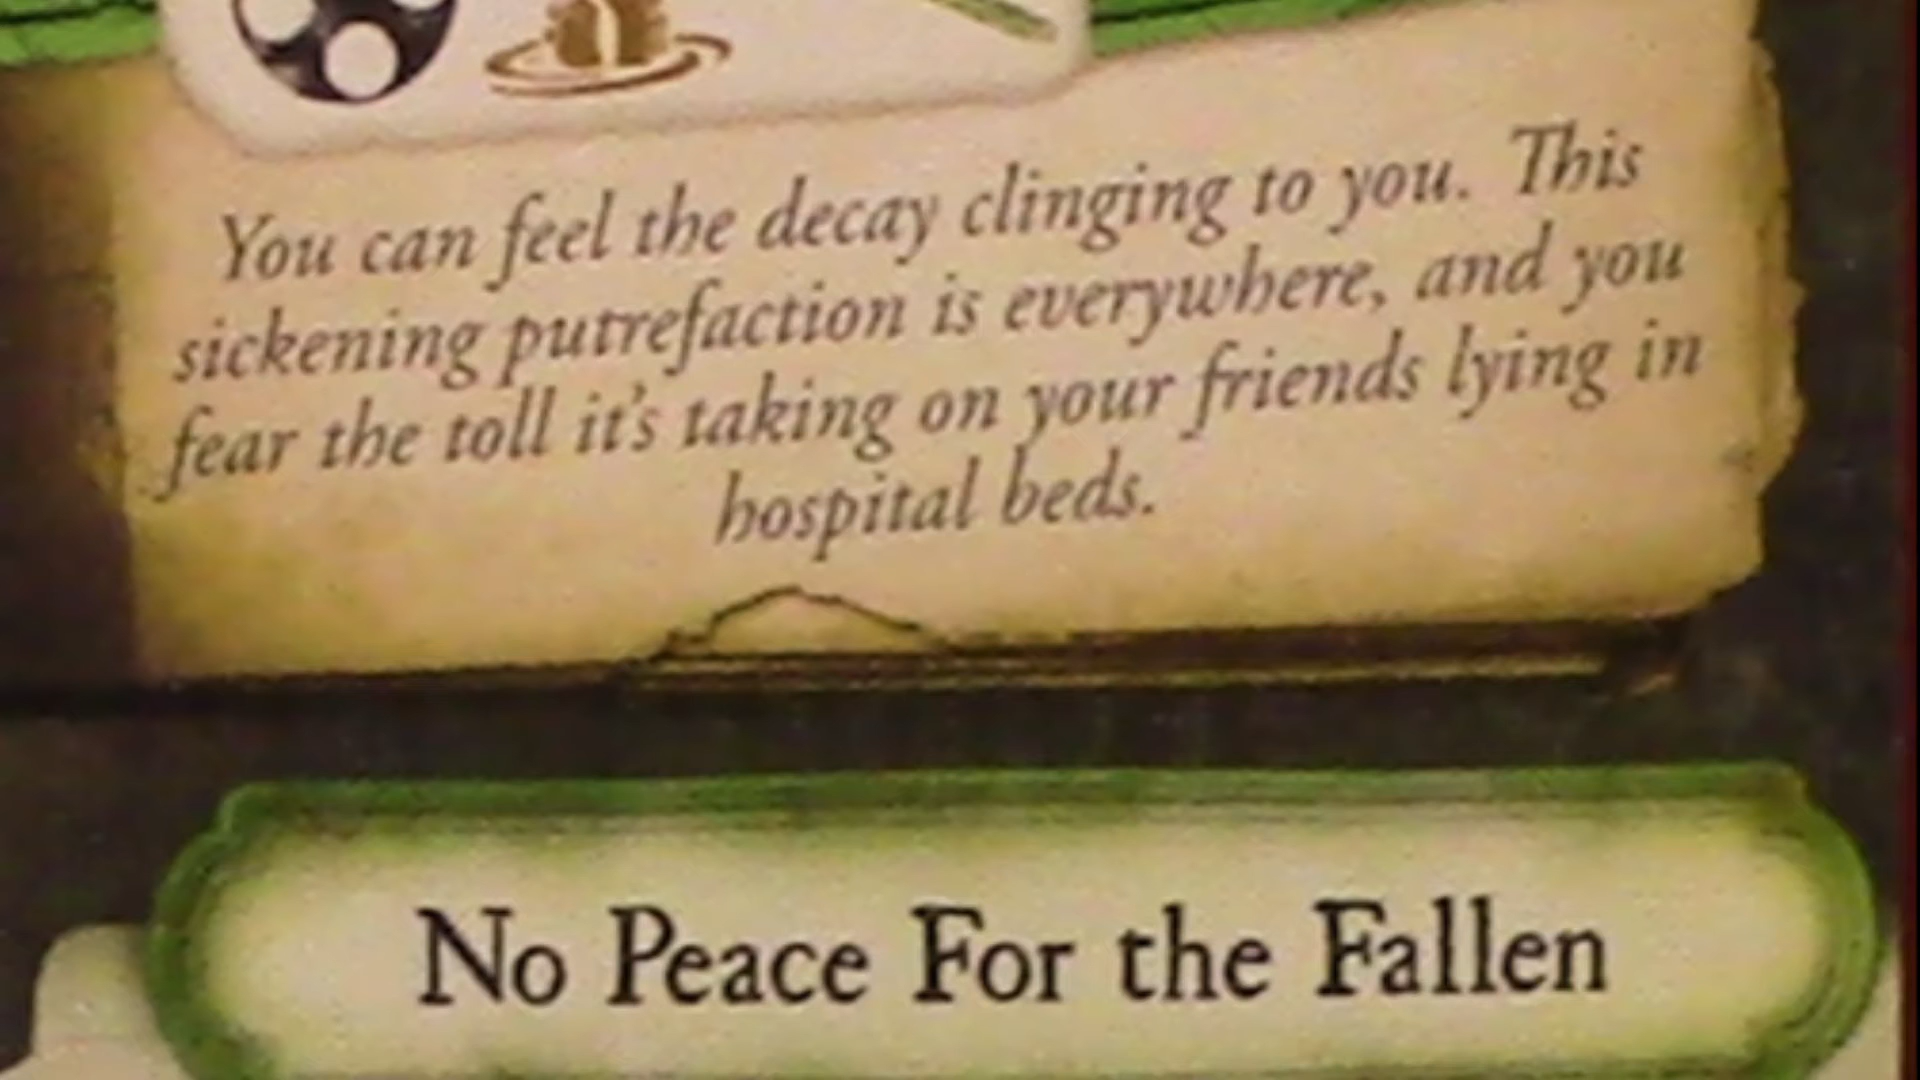 You can feel the decay clinging to you. This
sickening putrefaction is everywhere, and you
fear the toll it's taking on your friends lying in
hospital beds.
No Peace For the Fallen